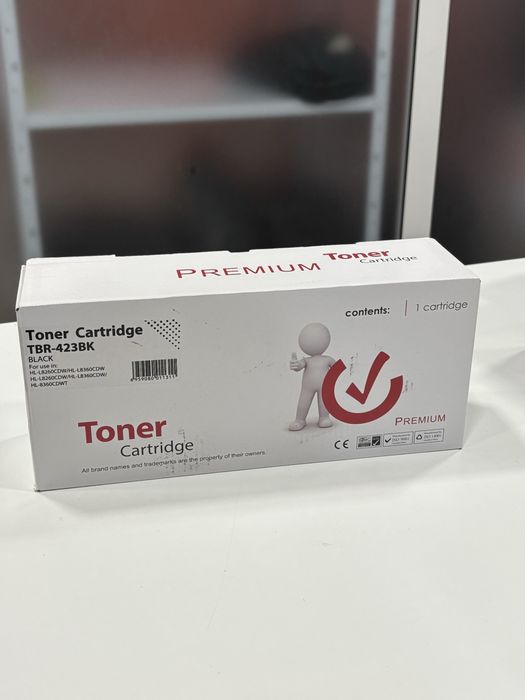 PREMIUM
Toner
Cartridge
Toner Cartridge
TBR-423BK
BLACK
For use in:
HL-L8260CDW/HL-L8360CDW
HL-L8260CDW/HL-L8360CDW/
HL-8360CDWT
contents: | 1 cartridge
Toner
Cartridge
All brand names and trademarks are the property of their owners.
PREMIUM
CE